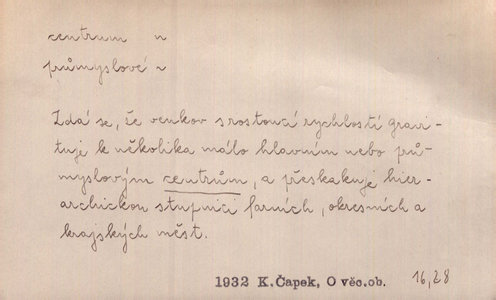 centrum n
průmyslové ~
Zdá se, že venkov s rostoucí rychlostí gravi-
tuje k několika málo hlavním nebo prů-
myslovým centrům, a přeskakuje hier-
archickou stupnici farních, okresních a
krajských měst.
1932 K.Čapek, O věc.ob. 16,28